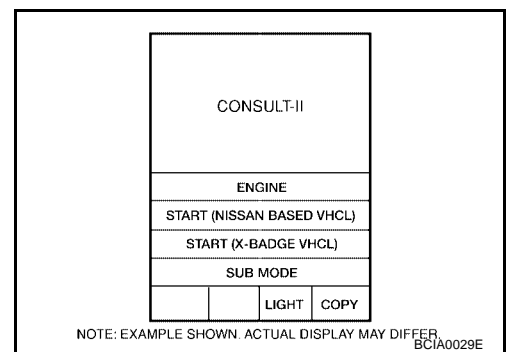 CONSULT-II
ENGINE
START (NISSAN BASED VHCL)
START (X-BADGE VHCL)
SUB MODE
LIGHT COPY
NOTE: EXAMPLE SHOWN. ACTUAL DISPLAY MAY DIFFER.
BCIA0029E